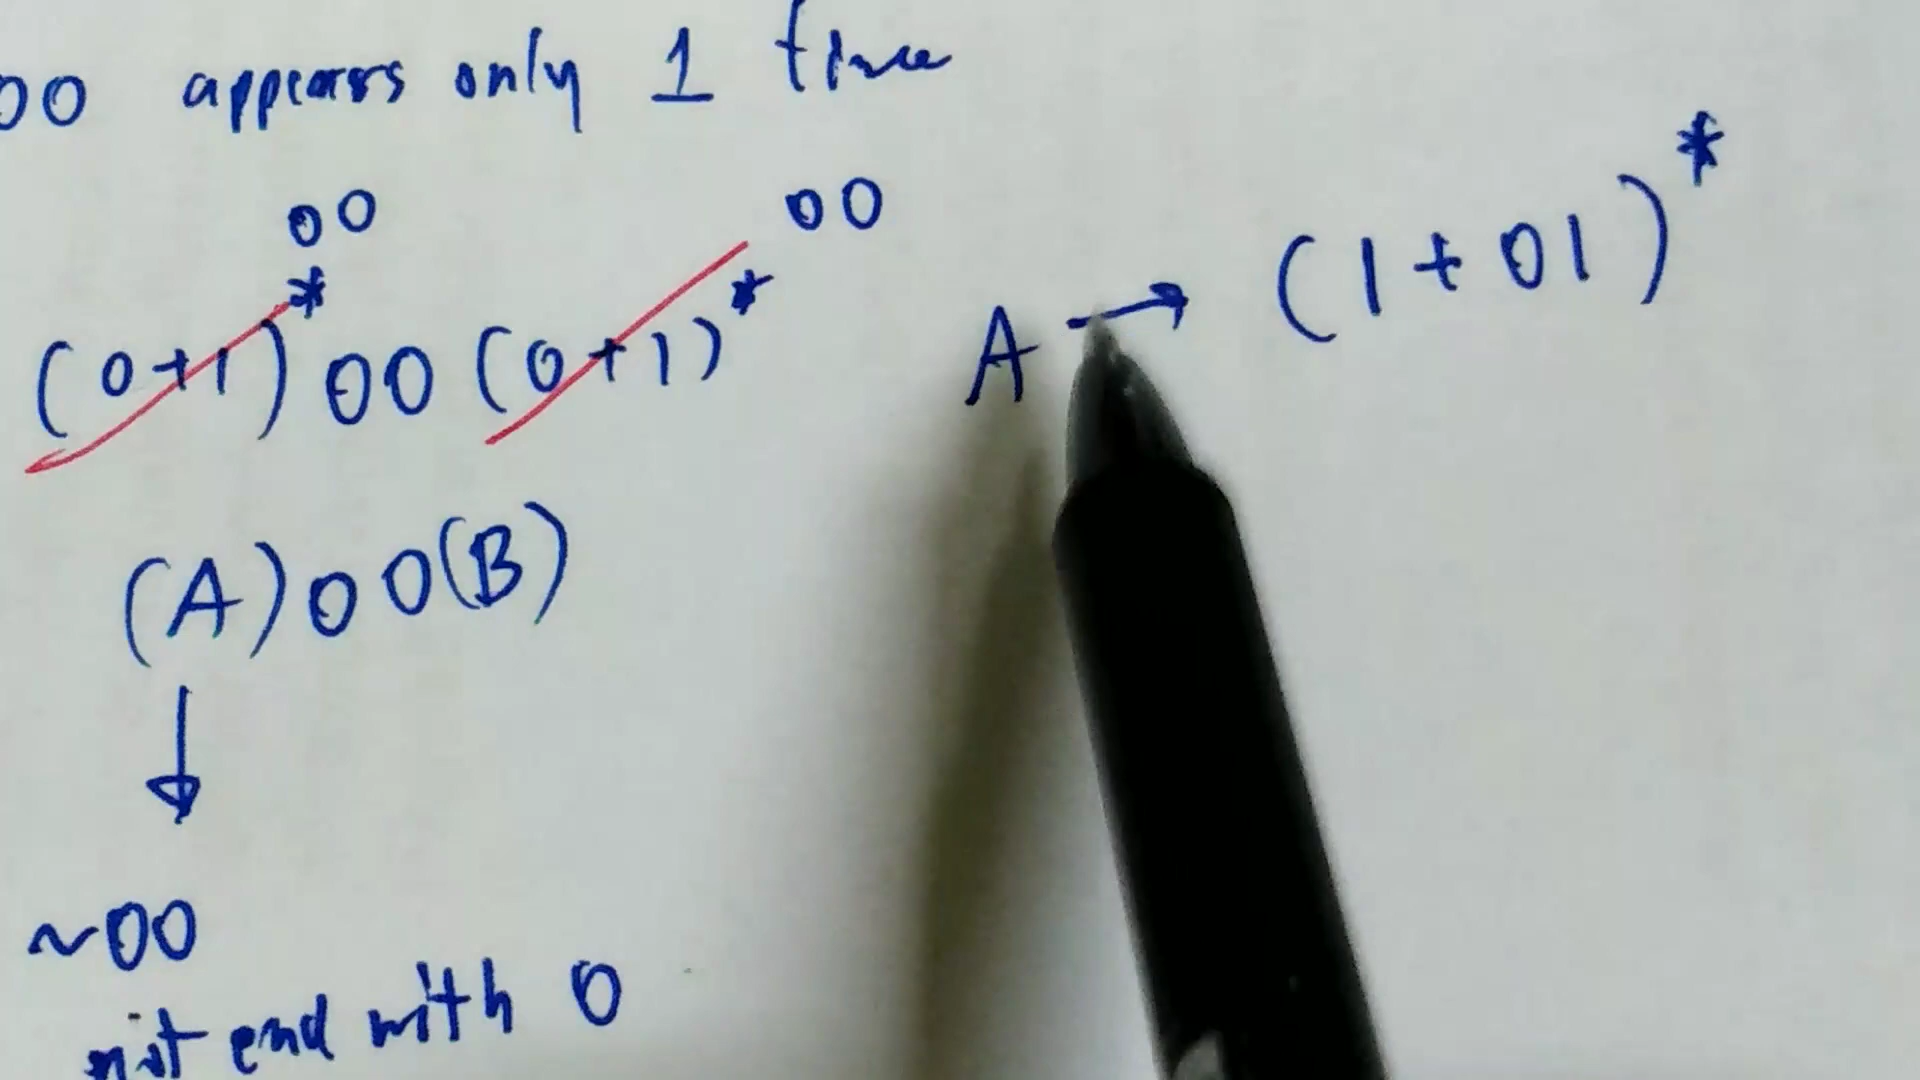 00 appears only 1 time
00 00
(0+1)* 00 (0+1)*
A → (1+01)*
(A)00(B)
↓
~00
not end with 0